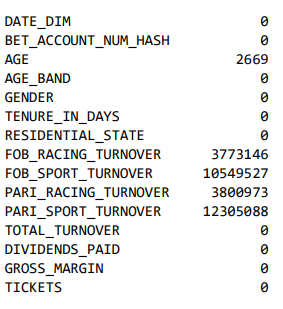 DATE_DIM 0
BET_ACCOUNT_NUM_HASH 0
AGE 2669
AGE_BAND 0
GENDER 0
TENURE_IN_DAYS 0
RESIDENTIAL_STATE 0
FOB_RACING_TURNOVER 3773146
FOB_SPORT_TURNOVER 10549527
PARI_RACING_TURNOVER 3800973
PARI_SPORT_TURNOVER 12305088
TOTAL_TURNOVER 0
DIVIDENDS_PAID 0
GROSS_MARGIN 0
TICKETS 0